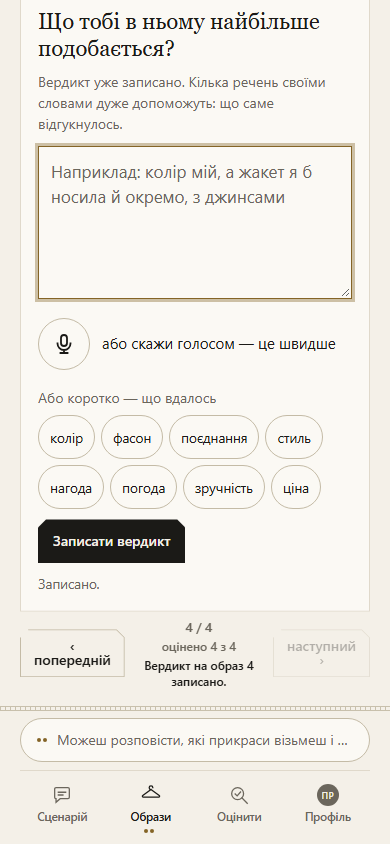 Що тобі в ньому найбільше
подобається?
Вердикт уже записано. Кілька речень своїми
словами дуже допоможуть: що саме
відгукнулось.
Наприклад: колір мій, а жакет я б
носила й окремо, з джинсами
або скажи голосом — це швидше
Або коротко — що вдалось
колір фасон поєднання стиль
нагода погода зручність ціна
Записати вердикт
Записано.
4 / 4
‹
попередній
оцінено 4 з 4
наступний
›
Вердикт на образ 4
записано.
Можеш розповісти, які прикраси візьмеш і ...
ПР
Сценарій Образи Оцінити Профіль